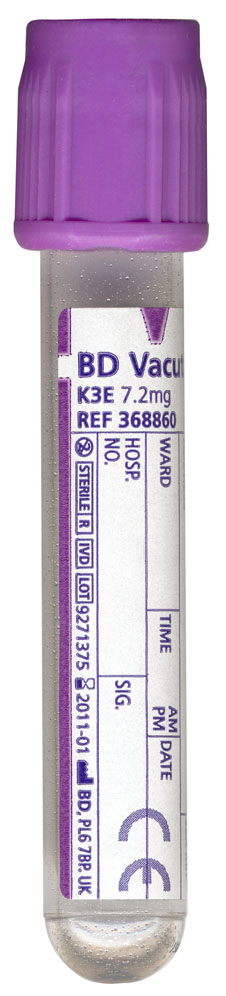 BD Vacut
K3E 7.2mg
REF 368860
WARD
HOSP.
NO.
TIME
AM
PM
DATE
SIG.
2 STERILE R IVD LOT 9271375 2011-01 BD, PL6 7BP. UK
CE